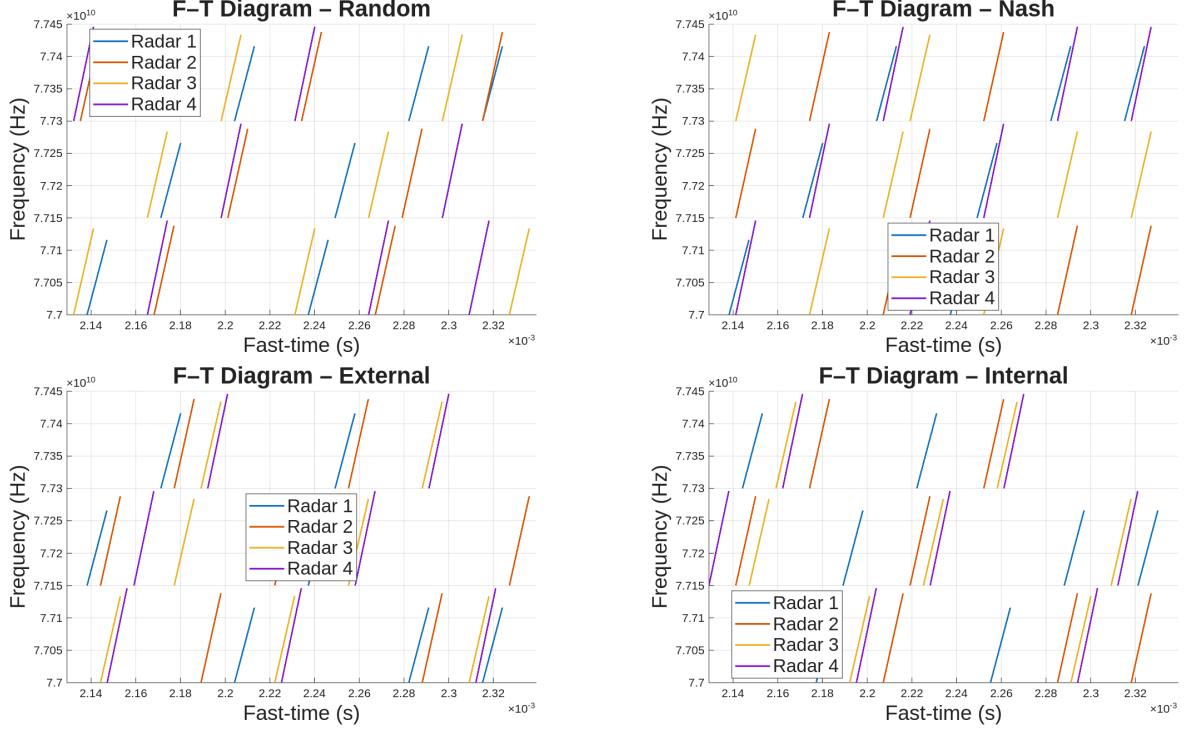 F–T Diagram – Random
×10¹⁰
7.745
7.74
7.735
7.73
7.725
7.72
7.715
7.71
7.705
7.7
Frequency (Hz)
Radar 1
Radar 2
Radar 3
Radar 4
2.14 2.16 2.18 2.2 2.22 2.24 2.26 2.28 2.3 2.32
Fast-time (s)
×10⁻³
F–T Diagram – Nash
×10¹⁰
7.745
7.74
7.735
7.73
7.725
7.72
7.715
7.71
7.705
7.7
Frequency (Hz)
Radar 1
Radar 2
Radar 3
Radar 4
2.14 2.16 2.18 2.2 2.22 2.24 2.26 2.28 2.3 2.32
Fast-time (s)
×10⁻³
F–T Diagram – External
×10¹⁰
7.745
7.74
7.735
7.73
7.725
7.72
7.715
7.71
7.705
7.7
Frequency (Hz)
Radar 1
Radar 2
Radar 3
Radar 4
2.14 2.16 2.18 2.2 2.22 2.24 2.26 2.28 2.3 2.32
Fast-time (s)
×10⁻³
F–T Diagram – Internal
×10¹⁰
7.745
7.74
7.735
7.73
7.725
7.72
7.715
7.71
7.705
7.7
Frequency (Hz)
Radar 1
Radar 2
Radar 3
Radar 4
2.14 2.16 2.18 2.2 2.22 2.24 2.26 2.28 2.3 2.32
Fast-time (s)
×10⁻³